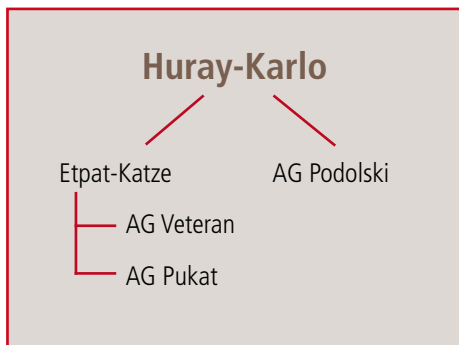 Huray-Karlo
Etpat-Katze
AG Podolski
AG Veteran
AG Pukat